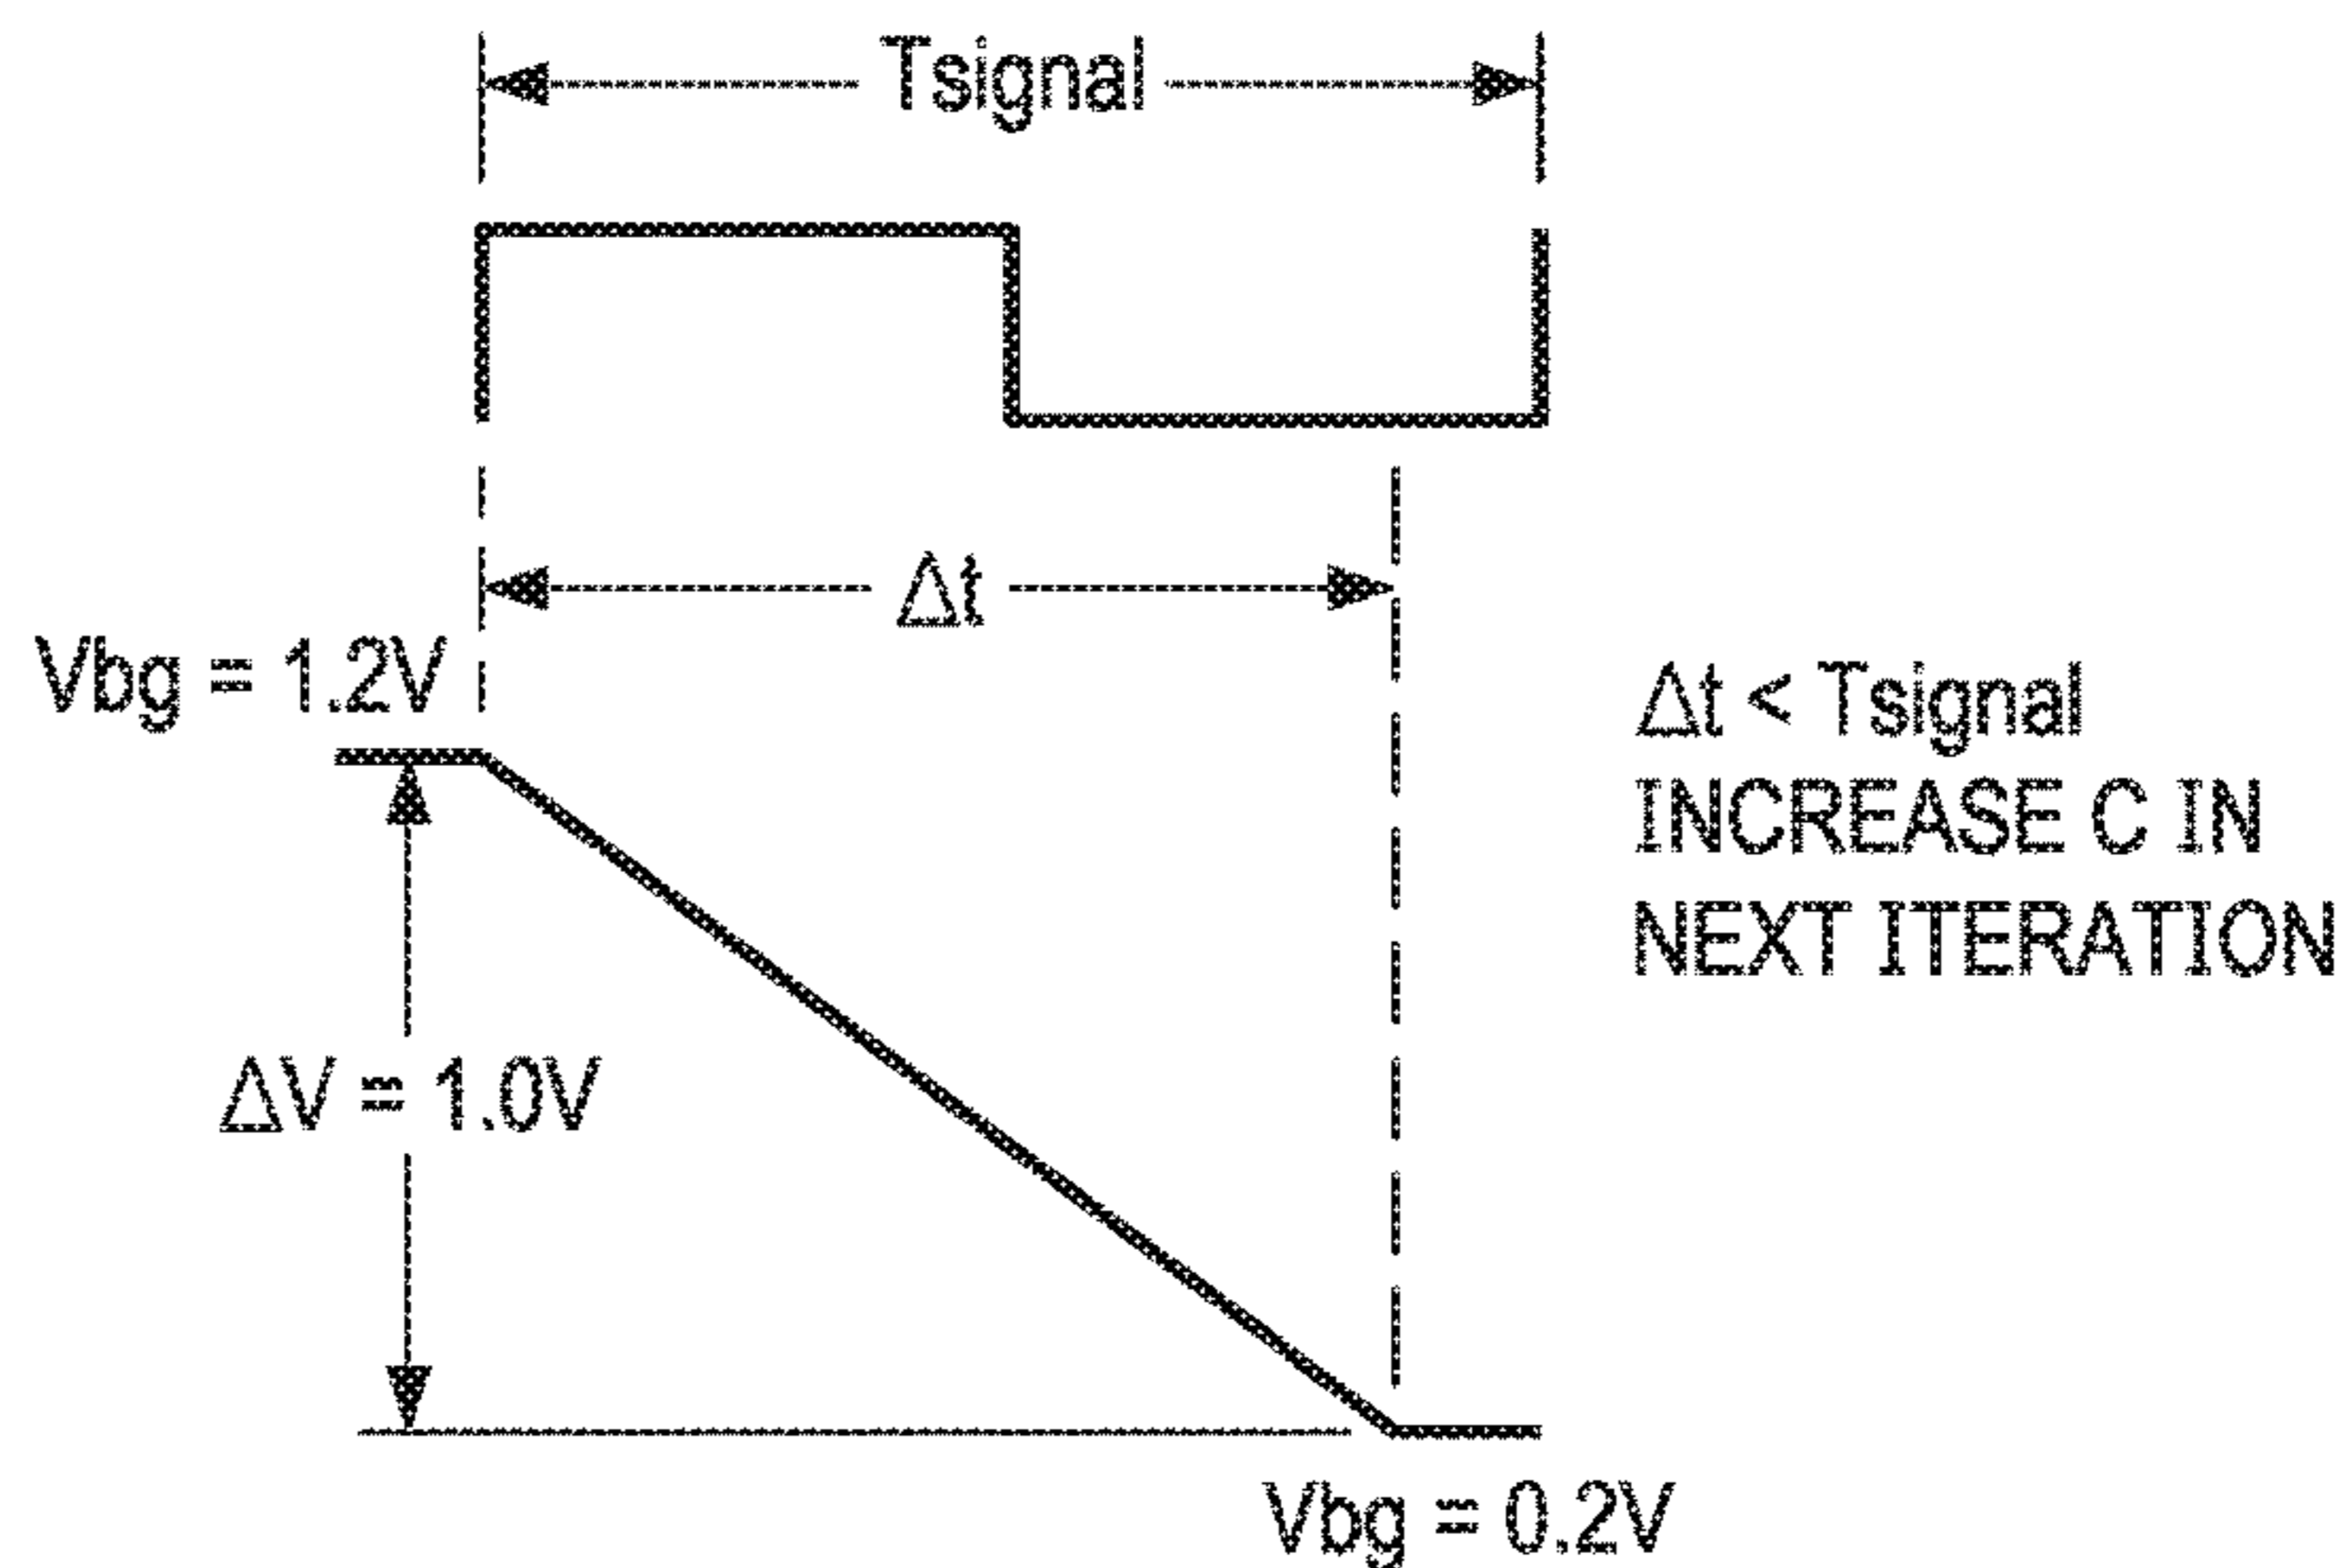 Tsignal
Δt
Vbg = 1.2V
Δt < Tsignal
INCREASE C IN
NEXT ITERATION
ΔV = 1.0V
Vbg = 0.2V